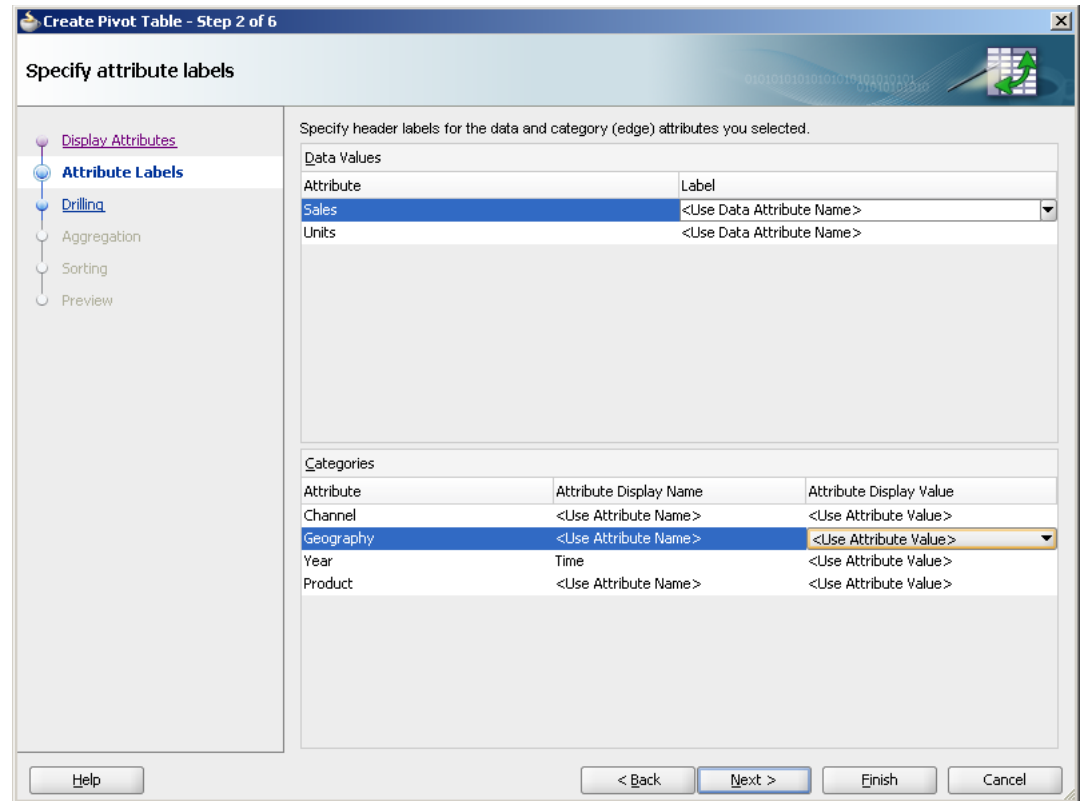 Create Pivot Table - Step 2 of 6
Specify attribute labels
Display Attributes
Attribute Labels
Drilling
Aggregation
Sorting
Preview
Specify header labels for the data and category (edge) attributes you selected.
Data Values
Attribute Label
Sales <Use Data Attribute Name>
Units <Use Data Attribute Name>
Categories
Attribute Attribute Display Name Attribute Display Value
Channel <Use Attribute Name> <Use Attribute Value>
Geography <Use Attribute Name> <Use Attribute Value>
Year Time <Use Attribute Value>
Product <Use Attribute Name> <Use Attribute Value>
Help < Back Next > Finish Cancel